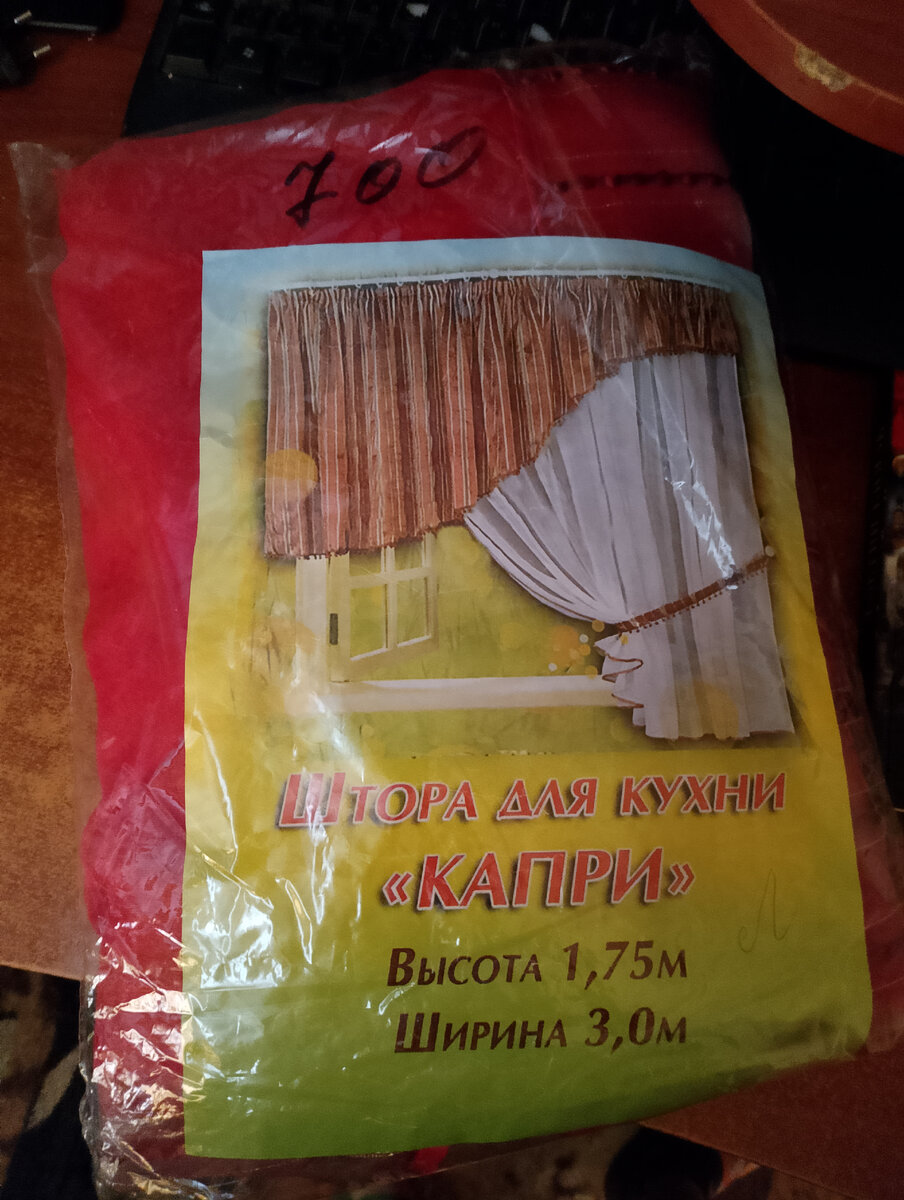 700
Штора для кухни
«КАПРИ»
Л
Высота 1,75м
Ширина 3,0м